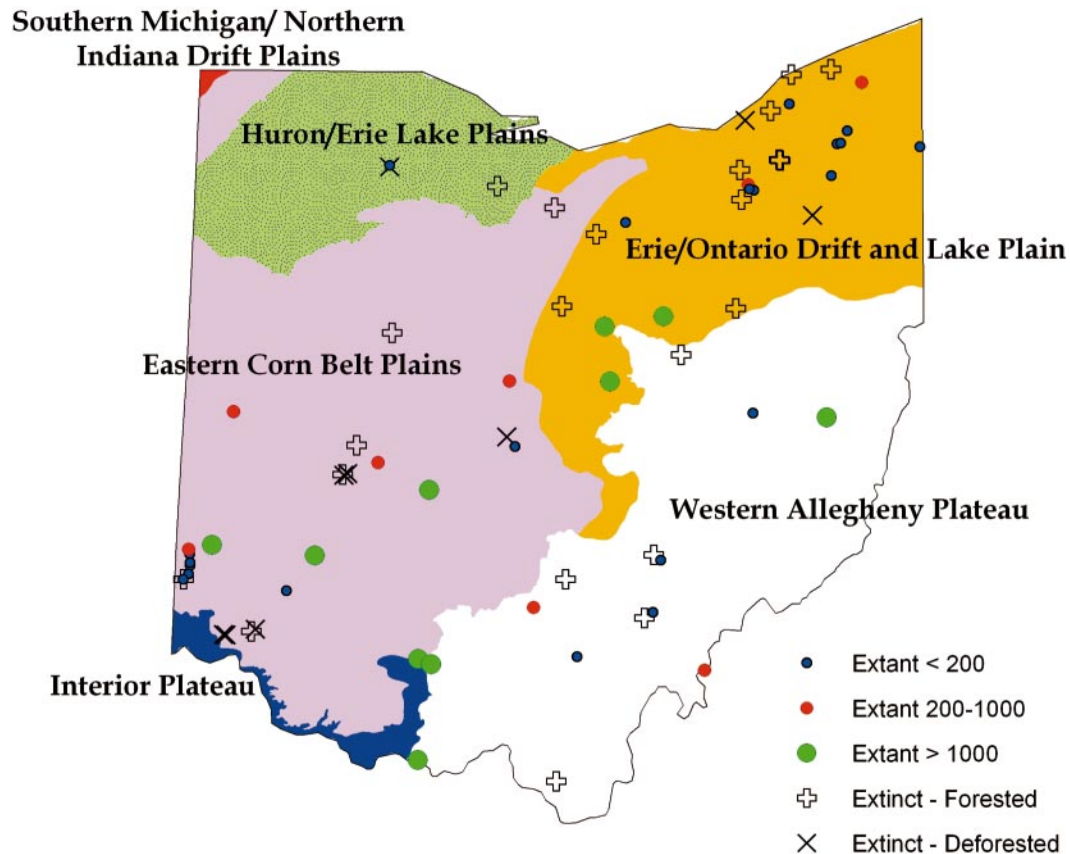 Southern Michigan/ Northern
Indiana Drift Plains
Huron/Erie Lake Plains
Erie/Ontario Drift and Lake Plain
Eastern Corn Belt Plains
Western Allegheny Plateau
Interior Plateau
Extant < 200
Extant 200-1000
Extant > 1000
Extinct - Forested
Extinct - Deforested